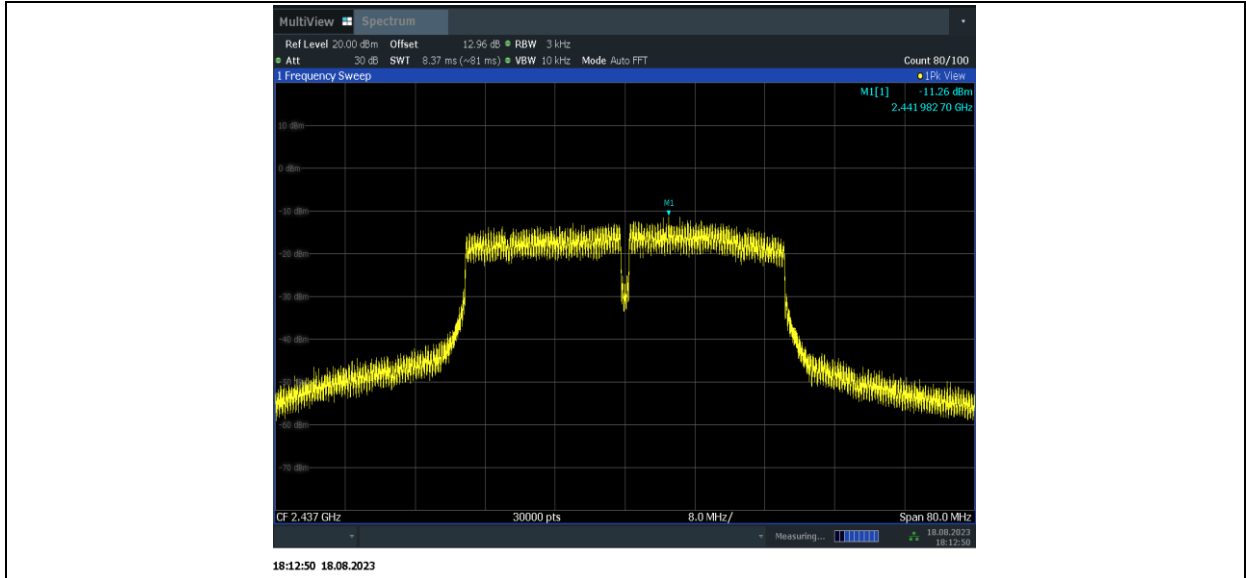 MultiView Spectrum
Ref Level 20.00 dBm Offset 12.96 dB RBW 3 kHz
Att 30 dB SWT 8.37 ms (~81 ms) VBW 10 kHz Mode Auto FFT Count 80/100
1 Frequency Sweep 1Pk View
M1[1] -11.26 dBm
2.441 982 70 GHz
10 dBm
0 dBm
M1
-10 dBm
-20 dBm
-30 dBm
-40 dBm
-50 dBm
-60 dBm
-70 dBm
CF 2.437 GHz 30000 pts 8.0 MHz/ Span 80.0 MHz
Measuring... 18.08.2023
18:12:50
18:12:50 18.08.2023